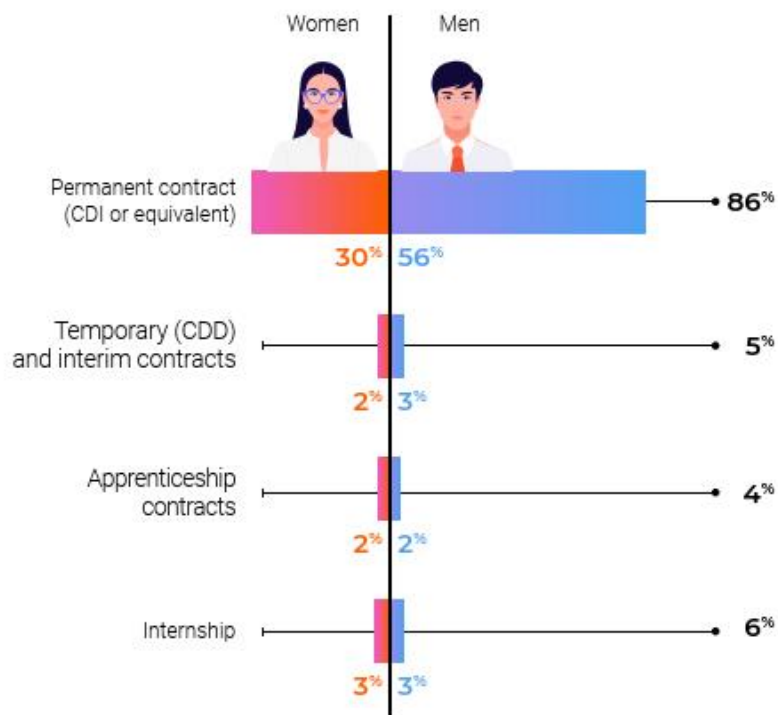 Women Men
Permanent contract
(CDI or equivalent)
86%
30% 56%
Temporary (CDD)
and interim contracts
5%
2% 3%
Apprenticeship
contracts
4%
2% 2%
Internship
6%
3% 3%